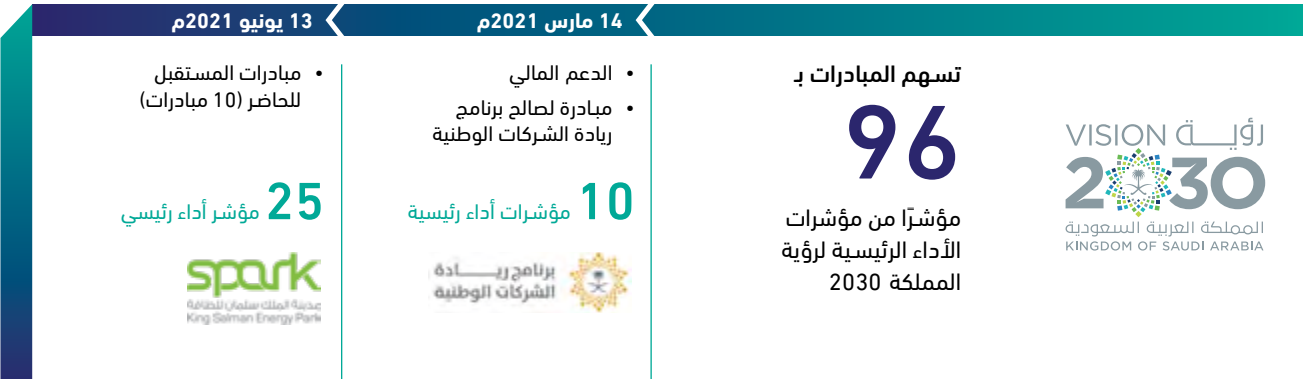 14 مارس 2021م
13 يونيو 2021م
رؤيـــة VISION
2030
المملكة العربية السعودية
KINGDOM OF SAUDI ARABIA
تسهم المبادرات بـ
96
مؤشرًا من مؤشرات
الأداء الرئيسية لرؤية
المملكة 2030
• الدعم المالي
• مبادرة لصالح برنامج
ريادة الشركات الوطنية
10 مؤشرات أداء رئيسية
برنامج ريـــــادة
الشركات الوطنية
• مبادرات المستقبل
للحاضر (10 مبادرات)
25 مؤشر أداء رئيسي
spark
مدينة الملك سلمان للطاقة
King Salman Energy Park